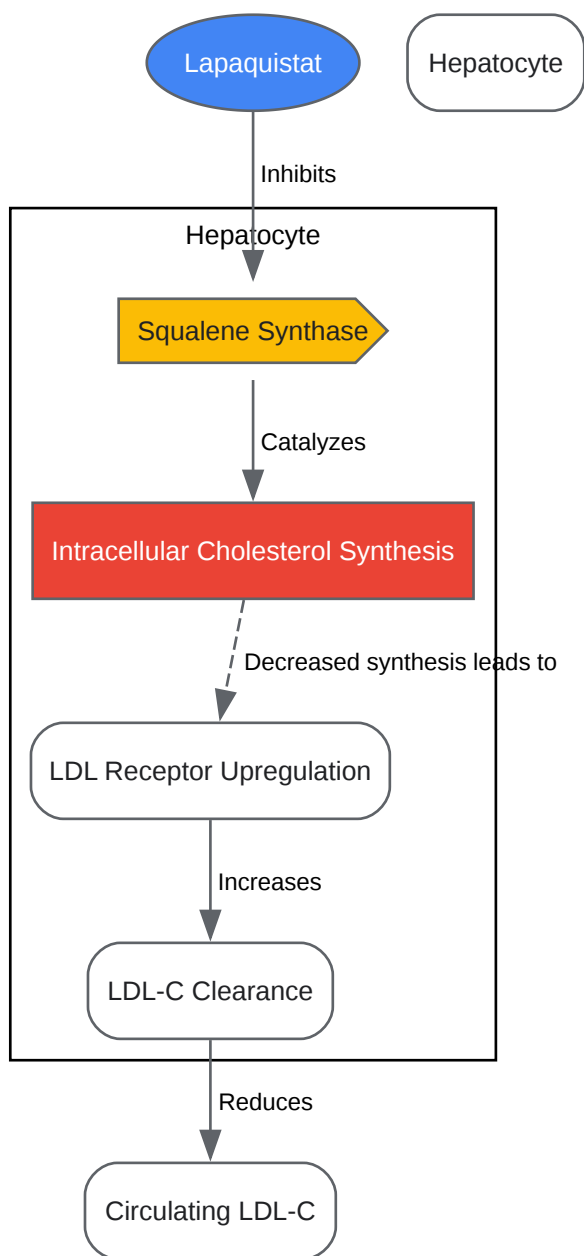 Lapaquistat
Hepatocyte
Inhibits
Hepatocyte
Squalene Synthase
Catalyzes
Intracellular Cholesterol Synthesis
Decreased synthesis leads to
LDL Receptor Upregulation
Increases
LDL-C Clearance
Reduces
Circulating LDL-C